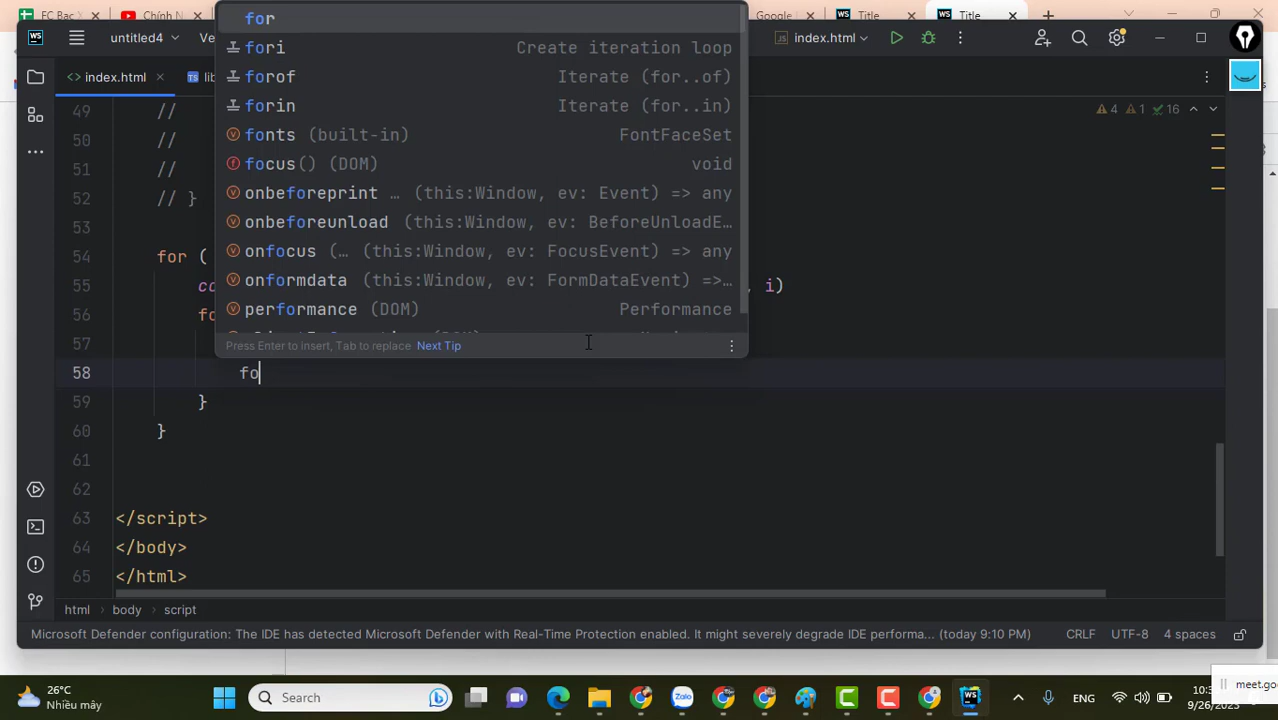 FC Bac
Chính N
Google
Title
Title
untitled4
Ve
index.html
index.html
lib
for
fori Create iteration loop
forof Iterate (for..of)
forin Iterate (for..in)
fonts (built-in) FontFaceSet
focus() (DOM) void
onbeforeprint … (this:Window, ev: Event) => any
onbeforeunload (this:Window, ev: BeforeUnloadE…
onfocus (… (this:Window, ev: FocusEvent) => any
onformdata (this:Window, ev: FormDataEvent) =>…
performance (DOM) Performance
Press Enter to insert, Tab to replace Next Tip
4 1 16
49 //
50 //
51 //
52 // }
53
54 for (
55 co , i)
56 fo
57
58 fo
59 }
60 }
61
62
63 </script>
64 </body>
65 </html>
html › body › script
Microsoft Defender configuration: The IDE has detected Microsoft Defender with Real-Time Protection enabled. It might severely degrade IDE performa... (today 9:10 PM) CRLF UTF-8 4 spaces
meet.go
26°C
Nhiều mây
Search
ENG
10:3
9/26/2023